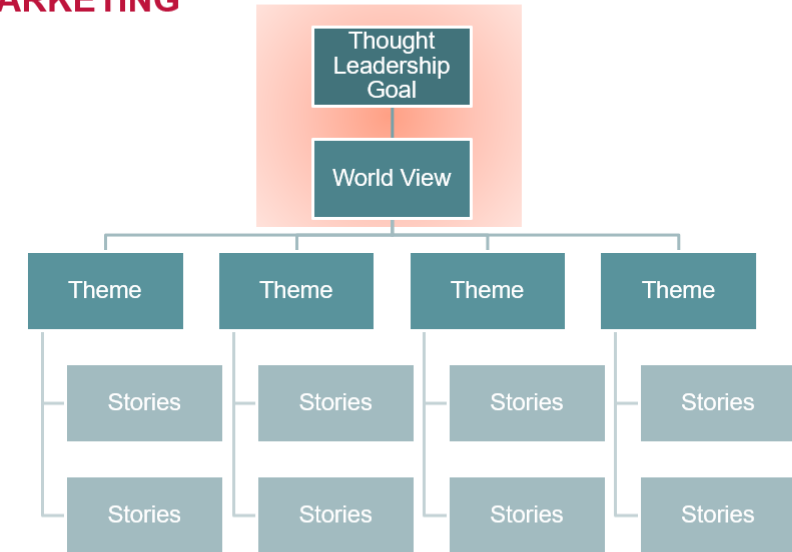 ARKETING
Thought
Leadership
Goal
World View
Theme
Theme
Theme
Theme
Stories
Stories
Stories
Stories
Stories
Stories
Stories
Stories